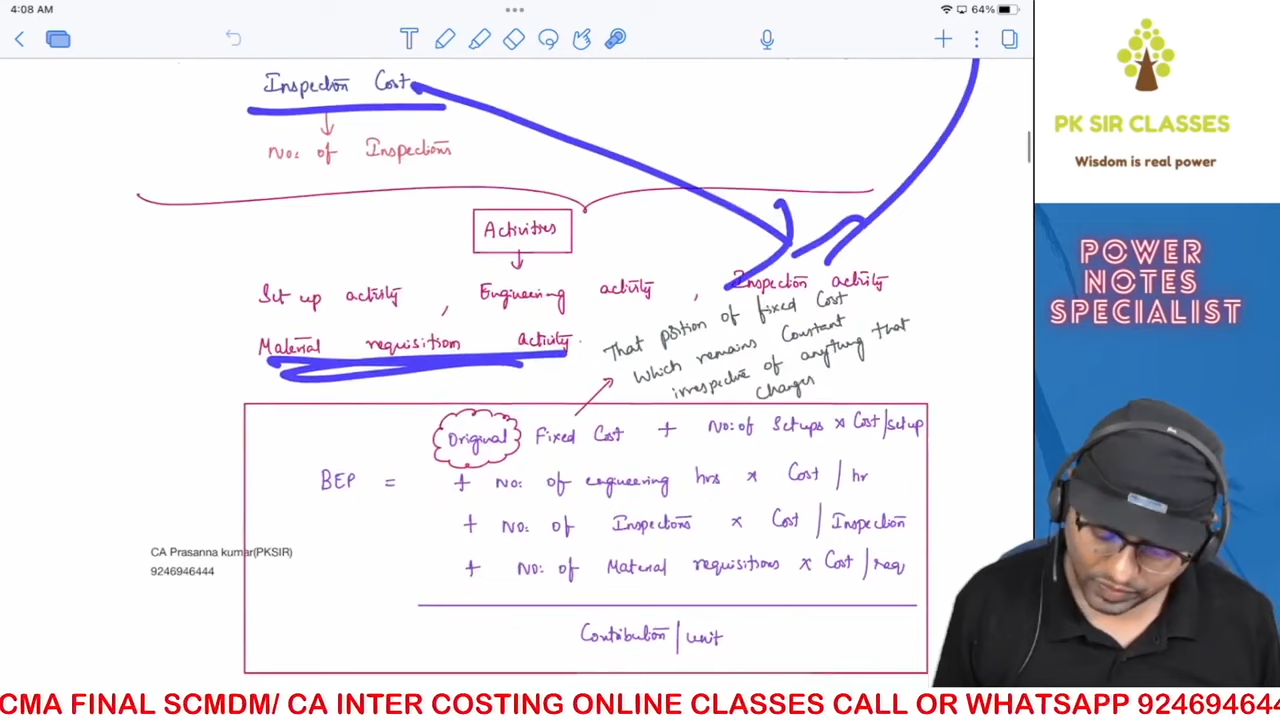 4:08 AM
64%
Inspection Cost
No: of Inspections
Activities
Set up activity , Engineering activity , Inspection activity
Material requisition activity.
That portion of fixed Cost
Which remains Constant
irrespective of anything that
Changes
Original Fixed Cost + No: of Setups x Cost/setup
BEP = + No: of engineering hrs x Cost / hr
+ No: of Inspections x Cost / Inspection
+ No: of Material requisitions x Cost / req
Contribution / unit
CA Prasanna kumar(PKSIR)
9246946444
PK SIR CLASSES
Wisdom is real power
POWER
NOTES
SPECIALIST
CMA FINAL SCMDM/ CA INTER COSTING ONLINE CLASSES CALL OR WHATSAPP 924694644